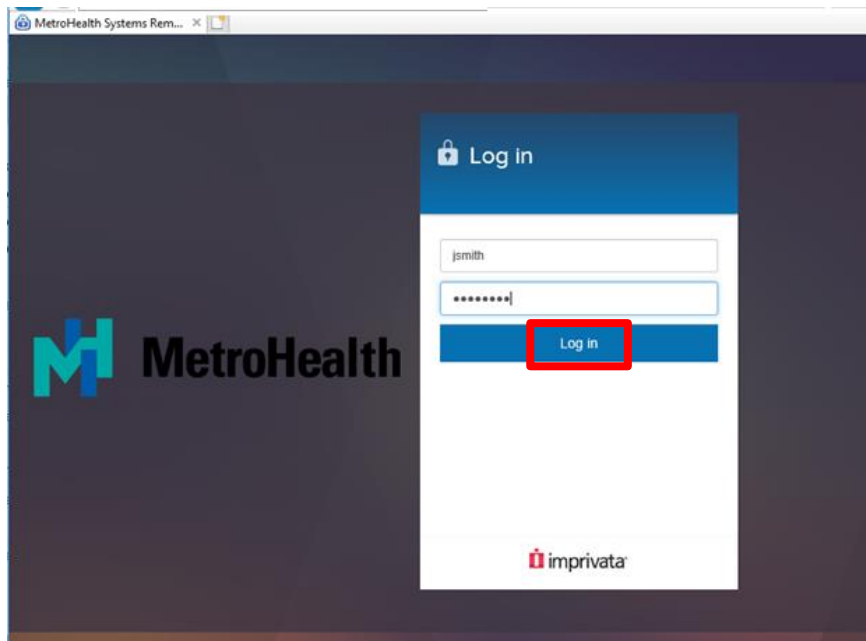 MetroHealth Systems Rem...
Log in
jsmith
••••••••
Log in
MetroHealth
imprivata